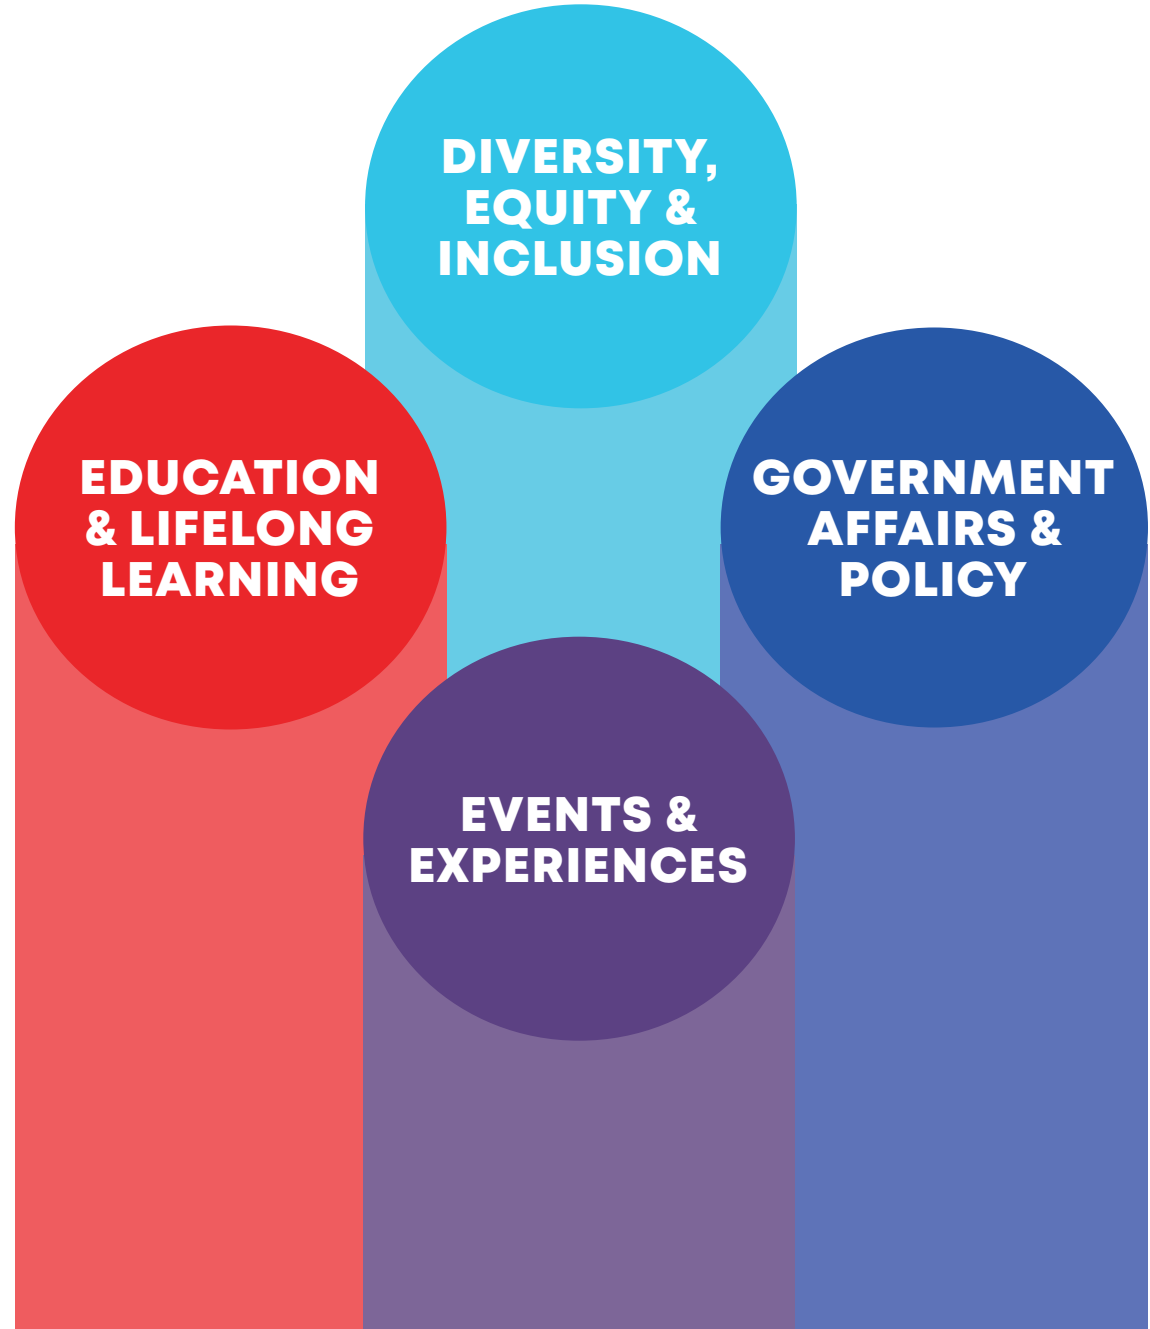 DIVERSITY,
EQUITY &
INCLUSION
EDUCATION
& LIFELONG
LEARNING
GOVERNMENT
AFFAIRS &
POLICY
EVENTS &
EXPERIENCES